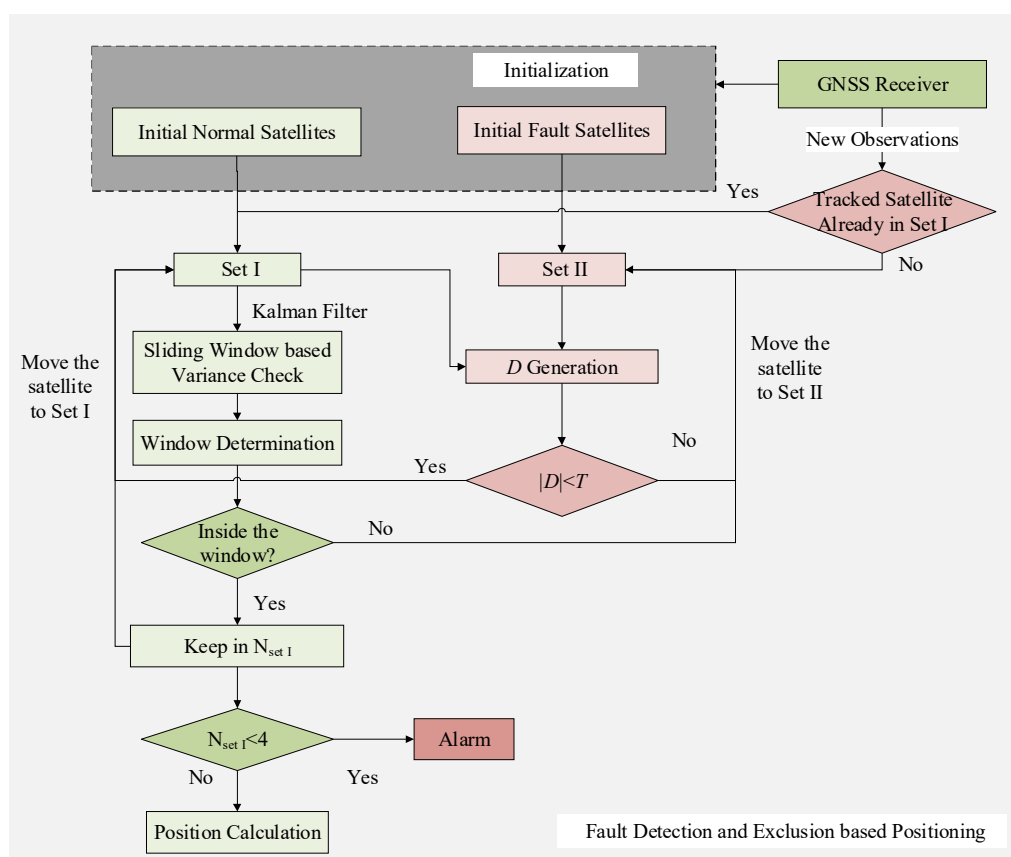 Initialization
GNSS Receiver
Initial Normal Satellites
Initial Fault Satellites
New Observations
Yes
Tracked Satellite
Already in Set I
No
Set I
Set II
Kalman Filter
Move the
satellite
to Set I
Sliding Window based
Variance Check
D Generation
Move the
satellite
to Set II
Window Determination
No
Yes
|D|<T
Inside the
window?
No
Yes
Keep in Nset I
Nset I<4
Alarm
No
Yes
Position Calculation
Fault Detection and Exclusion based Positioning